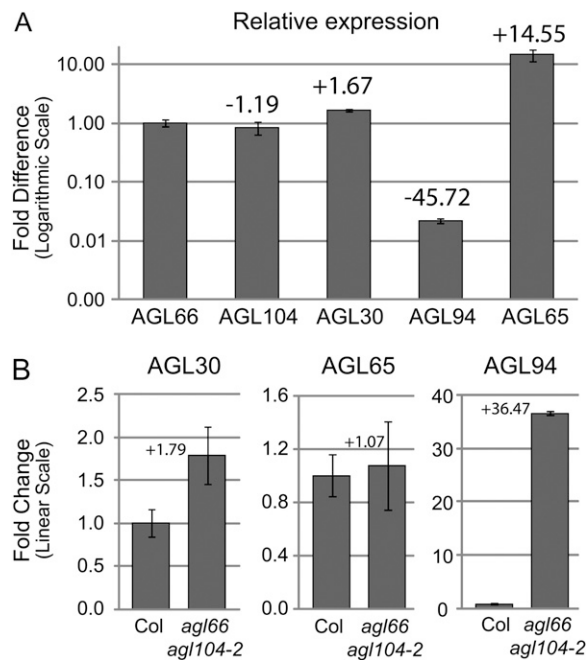 A
Relative expression
Fold Difference
(Logarithmic Scale)
10.00
1.00
0.10
0.01
0.00
-1.19
+1.67
-45.72
+14.55
AGL66 AGL104 AGL30 AGL94 AGL65
B
Fold Change
(Linear Scale)
AGL30
2.5
2.0
1.5
1.0
0.5
0.0
+1.79
Col agl66
agl104-2
AGL65
1.6
1.2
0.8
0.4
0.0
+1.07
Col agl66
agl104-2
AGL94
40
30
20
10
0
+36.47
Col agl66
agl104-2